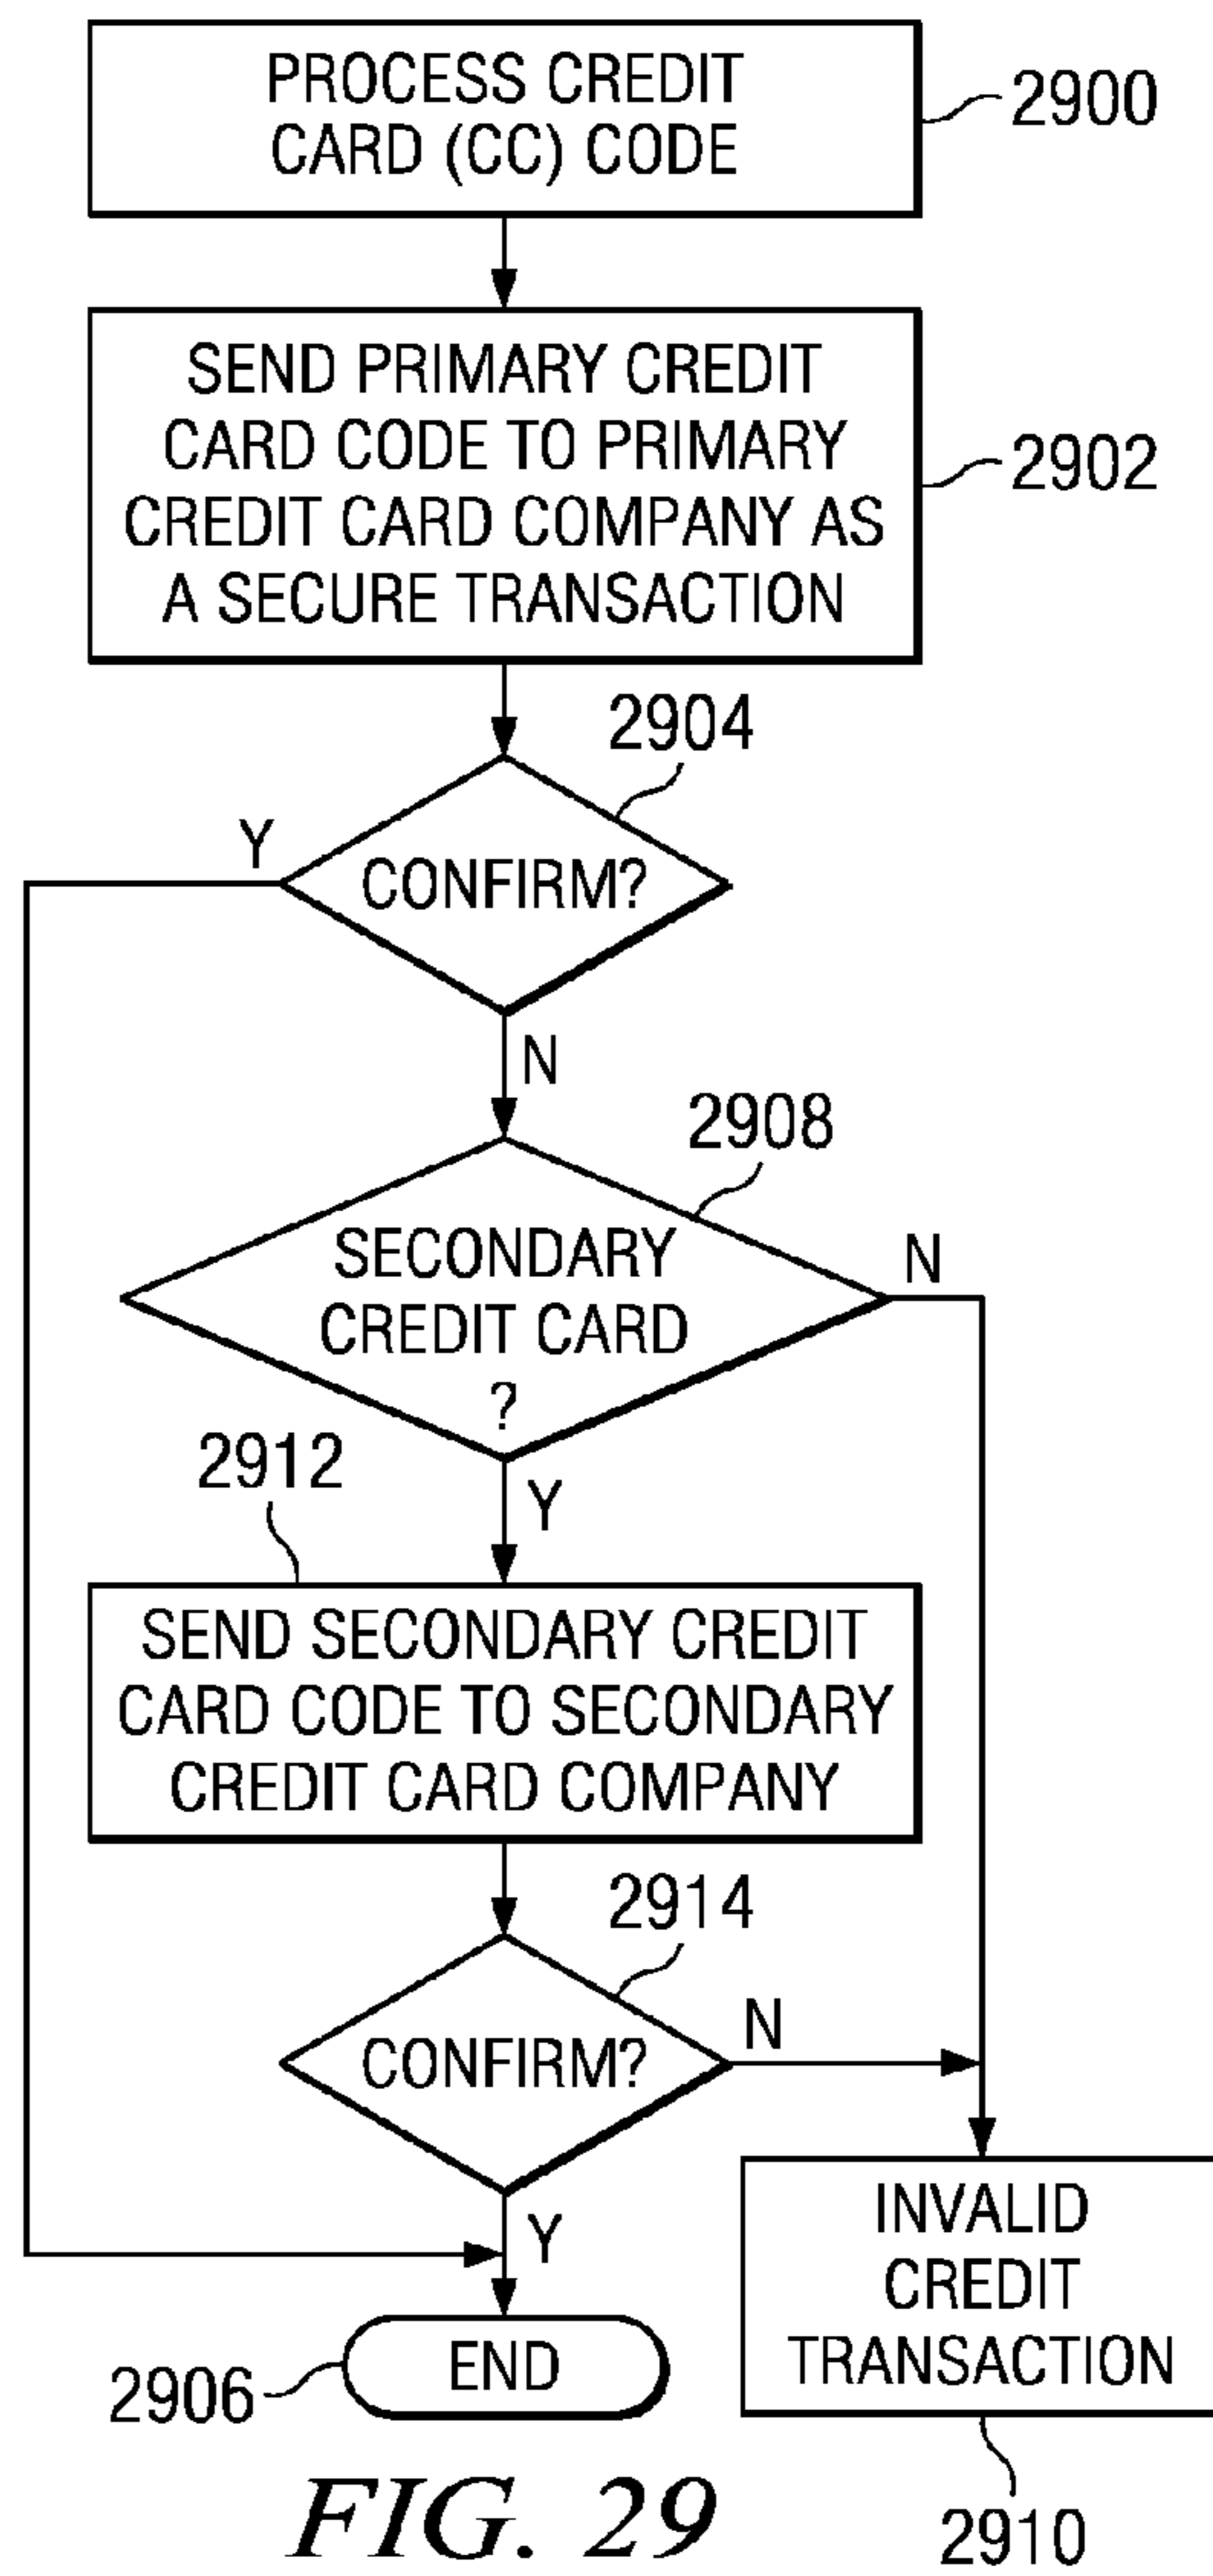 PROCESS CREDIT
CARD (CC) CODE
2900
SEND PRIMARY CREDIT
CARD CODE TO PRIMARY
CREDIT CARD COMPANY AS
A SECURE TRANSACTION
2902
2904
Y
CONFIRM?
N
2908
SECONDARY
CREDIT CARD
?
N
2912
Y
SEND SECONDARY CREDIT
CARD CODE TO SECONDARY
CREDIT CARD COMPANY
2914
CONFIRM?
N
Y
INVALID
CREDIT
TRANSACTION
END
2906
2910
FIG. 29